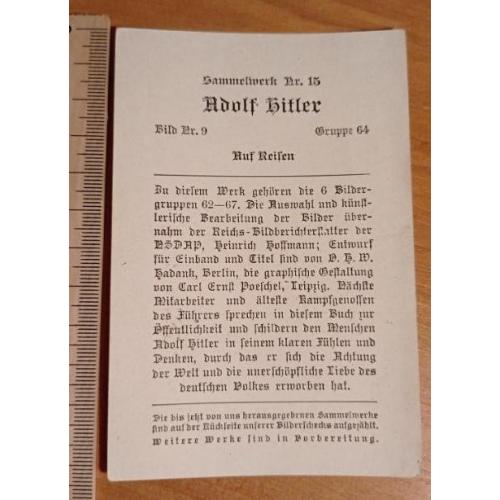 Sammelwerk Nr. 15
Adolf Hitler
Bild Nr. 9 Gruppe 64
Auf Reisen
Zu diesem Werk gehören die 6 Bilder-
gruppen 62—67. Die Auswahl und künst-
lerische Bearbeitung der Bilder über-
nahm der Reichs-Bildberichterstatter der
NSDAP, Heinrich Hoffmann; Entwurf
für Einband und Titel sind von O. H. W.
Hadank, Berlin, die graphische Gestaltung
von Carl Ernst Poeschel, Leipzig. Nächste
Mitarbeiter und älteste Kampfgenossen
des Führers sprechen in diesem Buch zur
Öffentlichkeit und schildern den Menschen
Adolf Hitler in seinem klaren Fühlen und
Denken, durch das er sich die Achtung
der Welt und die unerschöpfliche Liebe des
deutschen Volkes erworben hat.
Die bis jetzt von uns herausgegebenen Sammelwerke
sind auf der Rückseite unserer Bilderschecks aufgezählt.
Weitere Werke sind in Vorbereitung.